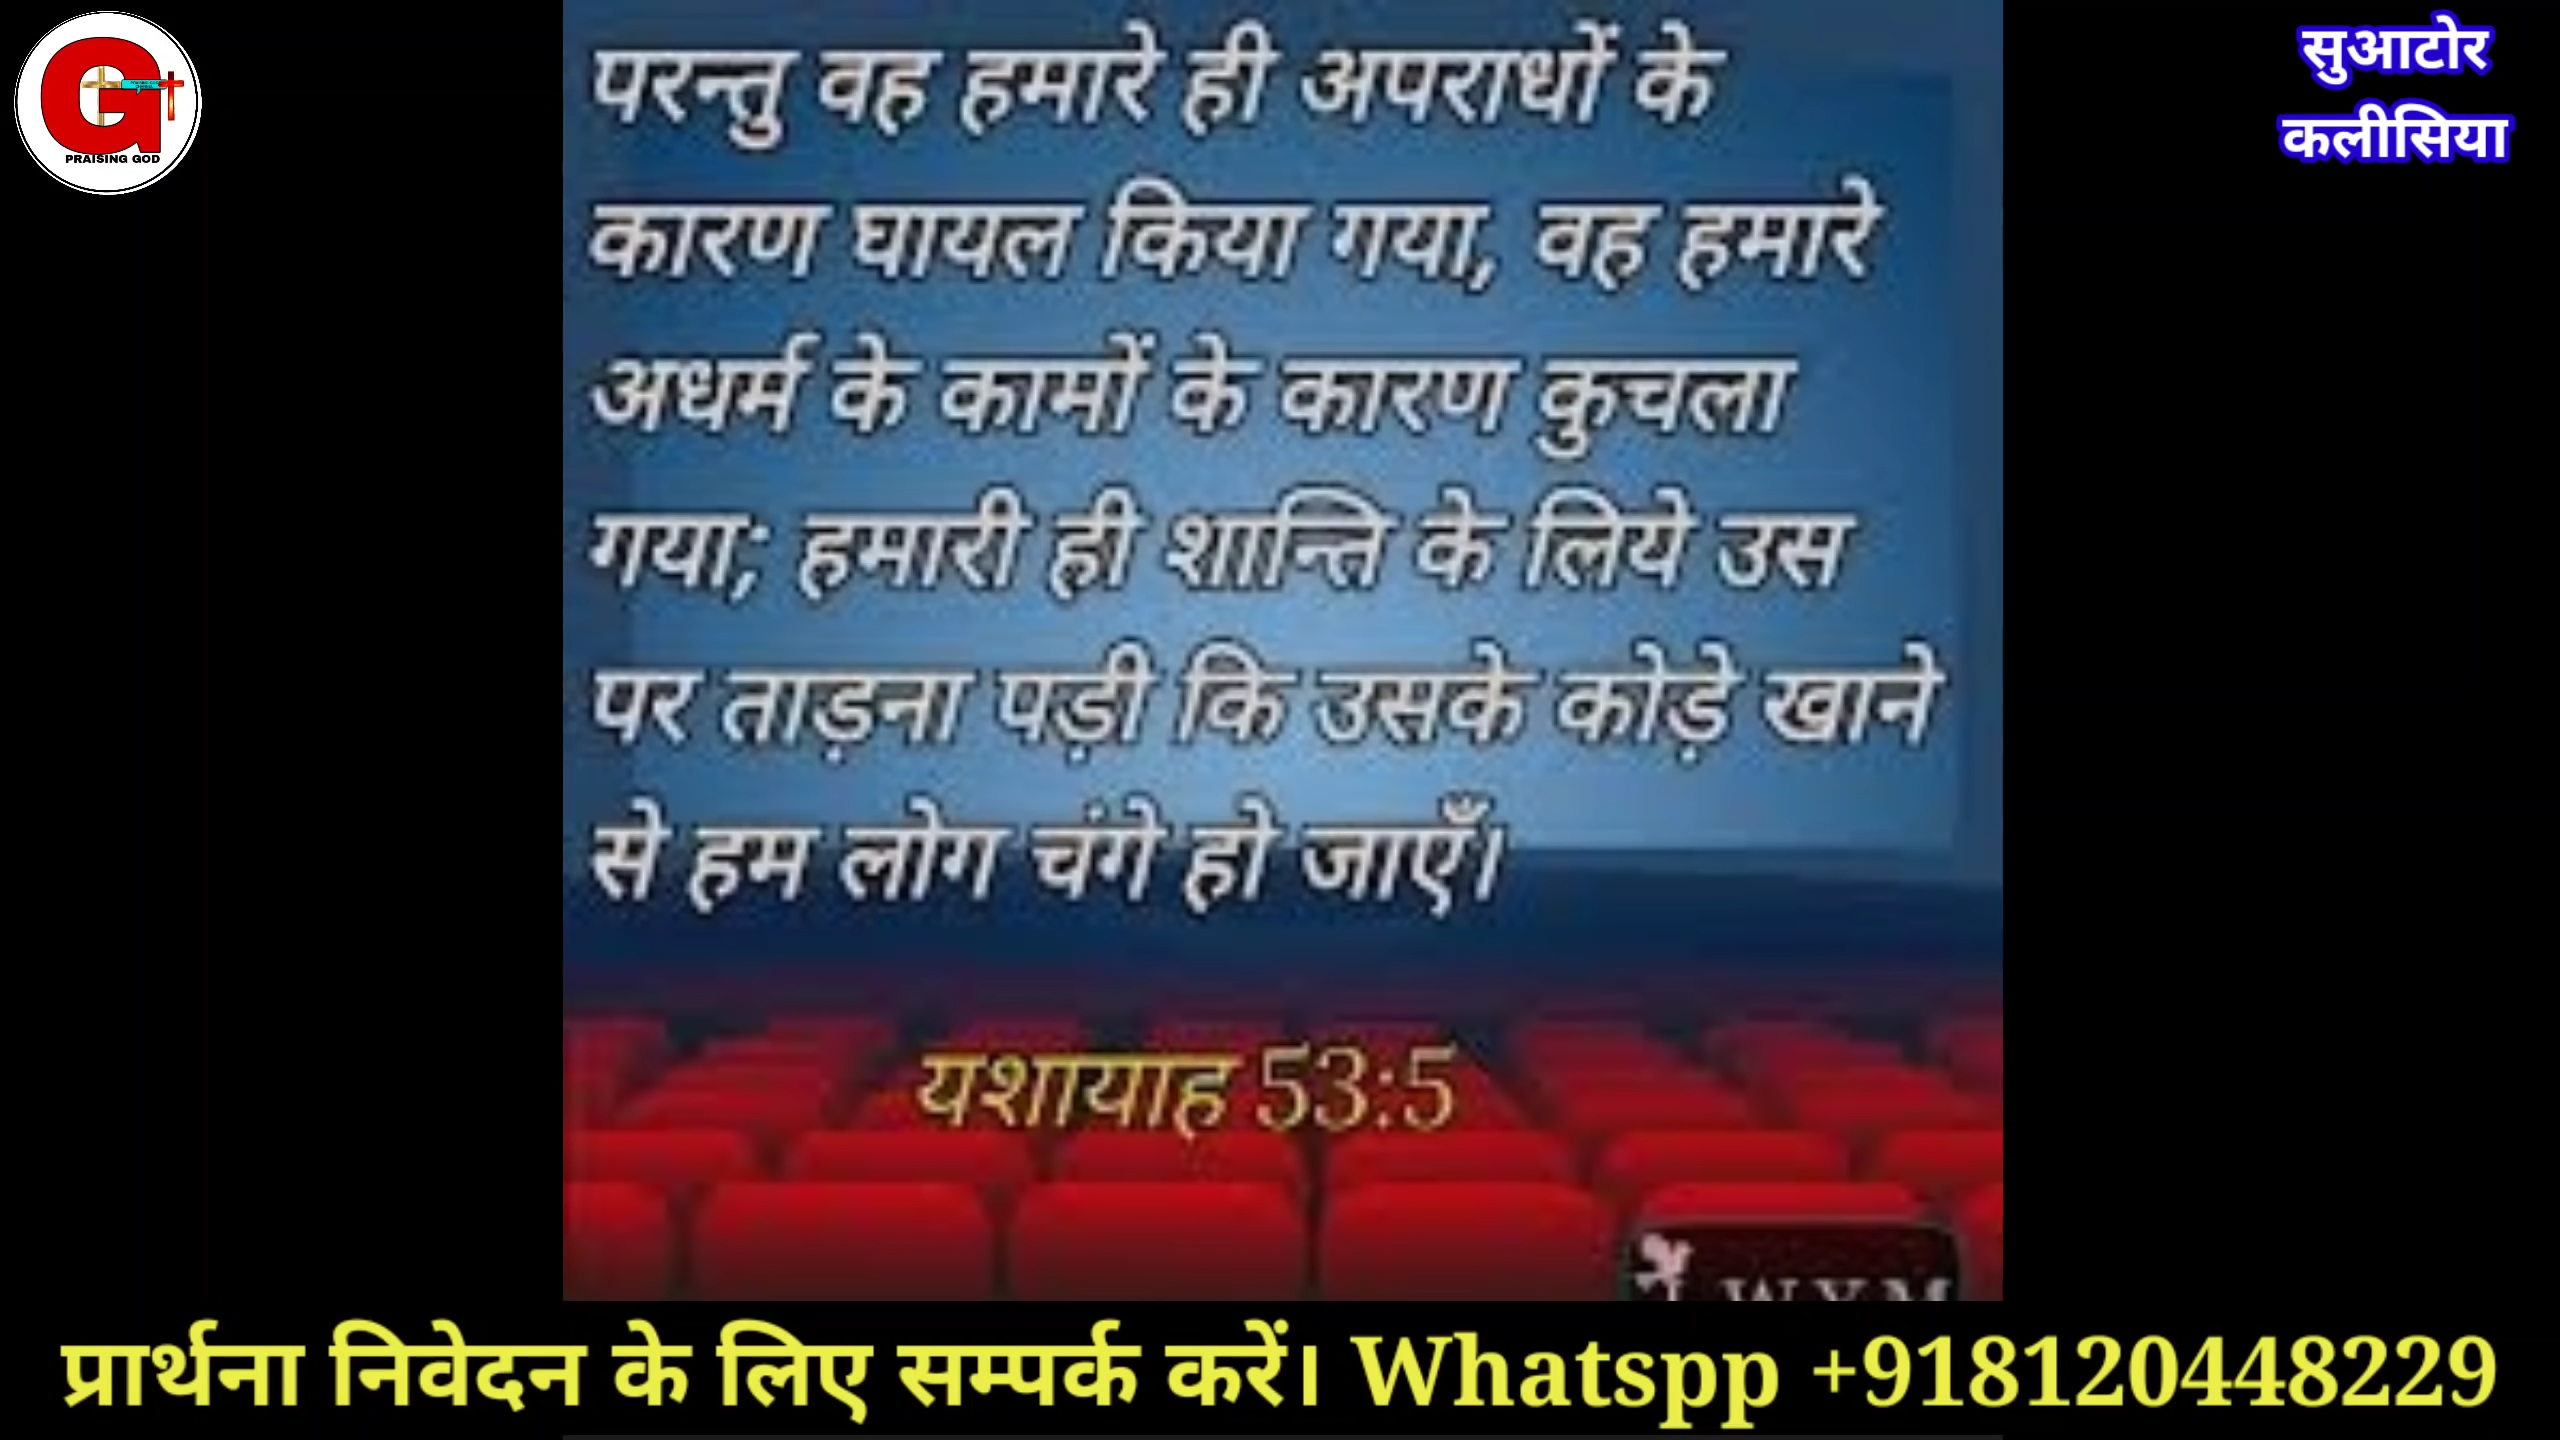 PRAISING GOD
सुआटोर
कलीसिया
परन्तु वह हमारे ही अपराधों के
कारण घायल किया गया, वह हमारे
अधर्म के कामों के कारण कुचला
गया; हमारी ही शान्ति के लिये उस
पर ताड़ना पड़ी कि उसके कोड़े खाने
से हम लोग चंगे हो जाएँ।
यशायाह 53:5
प्रार्थना निवेदन के लिए सम्पर्क करें। Whatspp +918120448229